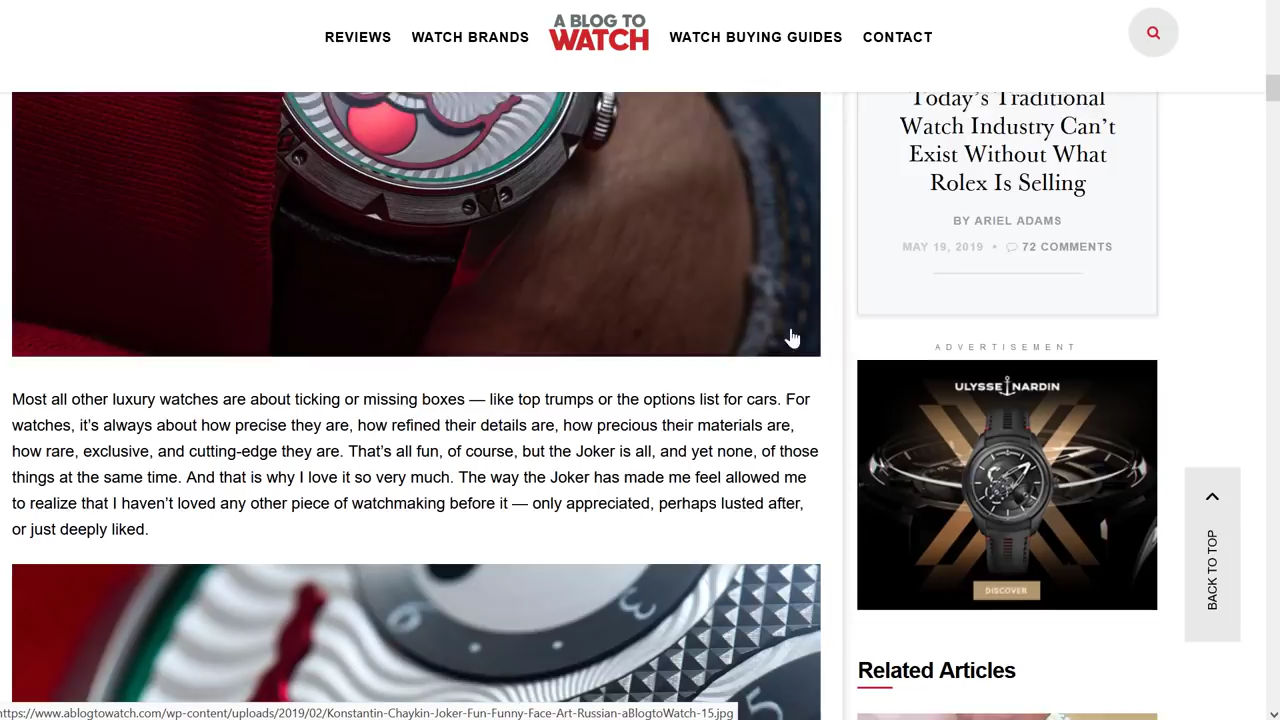 REVIEWS WATCH BRANDS A BLOG TO WATCH WATCH BUYING GUIDES CONTACT
Today's Traditional
Watch Industry Can't
Exist Without What
Rolex Is Selling
BY ARIEL ADAMS
MAY 19, 2019 • 72 COMMENTS
ADVERTISEMENT
ULYSSE NARDIN
DISCOVER
Most all other luxury watches are about ticking or missing boxes — like top trumps or the options list for cars. For
watches, it's always about how precise they are, how refined their details are, how precious their materials are,
how rare, exclusive, and cutting-edge they are. That's all fun, of course, but the Joker is all, and yet none, of those
things at the same time. And that is why I love it so very much. The way the Joker has made me feel allowed me
to realize that I haven't loved any other piece of watchmaking before it — only appreciated, perhaps lusted after,
or just deeply liked.
6 3
5
BACK TO TOP
Related Articles
https://www.ablogtowatch.com/wp-content/uploads/2019/02/Konstantin-Chaykin-Joker-Fun-Funny-Face-Art-Russian-aBlogtoWatch-15.jpg